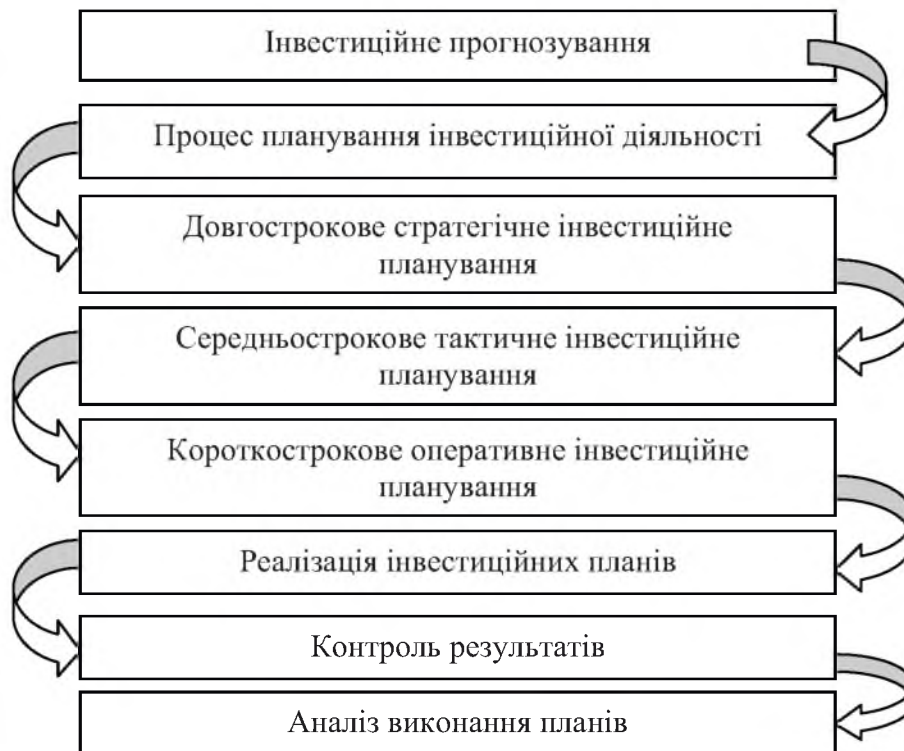 Інвестиційне прогнозування
Процес планування інвестиційної діяльності
Довгострокове стратегічне інвестиційне
планування
Середньострокове тактичне інвестиційне
планування
Короткострокове оперативне інвестиційне
планування
Реалізація інвестиційних планів
Контроль результатів
Аналіз виконання планів